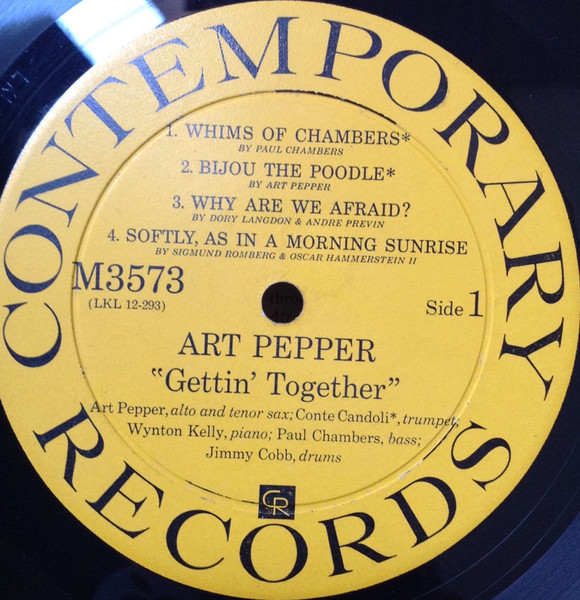 CONTEMPORARY
1. WHIMS OF CHAMBERS*
BY PAUL CHAMBERS
2. BIJOU THE POODLE*
BY ART PEPPER
3. WHY ARE WE AFRAID?
BY DORY LANGDON & ANDRE PREVIN
4. SOFTLY, AS IN A MORNING SUNRISE
BY SIGMUND ROMBERG & OSCAR HAMMERSTEIN II
M3573
(LKL 12-293)
Side 1
ART PEPPER
"Gettin' Together"
Art Pepper, alto and tenor sax; Conte Candoli*, trumpet;
Wynton Kelly, piano; Paul Chambers, bass;
Jimmy Cobb, drums
CR
RECORDS